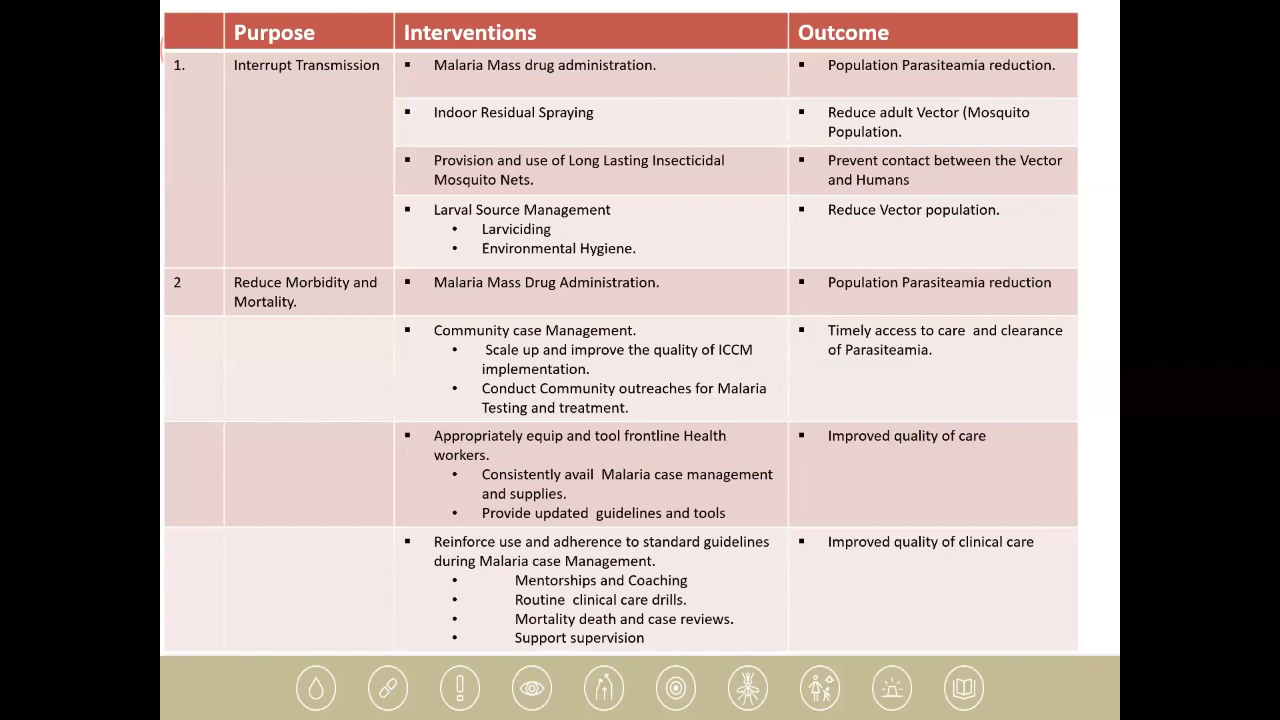 Purpose
Interventions
Outcome
1.
Interrupt Transmission
▪ Malaria Mass drug administration.
▪ Population Parasiteamia reduction.
▪ Indoor Residual Spraying
▪ Reduce adult Vector (Mosquito
Population.
▪ Provision and use of Long Lasting Insecticidal
Mosquito Nets.
▪ Prevent contact between the Vector
and Humans
▪ Larval Source Management
• Larviciding
• Environmental Hygiene.
▪ Reduce Vector population.
2
Reduce Morbidity and
Mortality.
▪ Malaria Mass Drug Administration.
▪ Population Parasiteamia reduction
▪ Community case Management.
• Scale up and improve the quality of ICCM
implementation.
• Conduct Community outreaches for Malaria
Testing and treatment.
▪ Timely access to care and clearance
of Parasiteamia.
▪ Appropriately equip and tool frontline Health
workers.
• Consistently avail Malaria case management
and supplies.
• Provide updated guidelines and tools
▪ Improved quality of care
▪ Reinforce use and adherence to standard guidelines
during Malaria case Management.
• Mentorships and Coaching
• Routine clinical care drills.
• Mortality death and case reviews.
• Support supervision
▪ Improved quality of clinical care